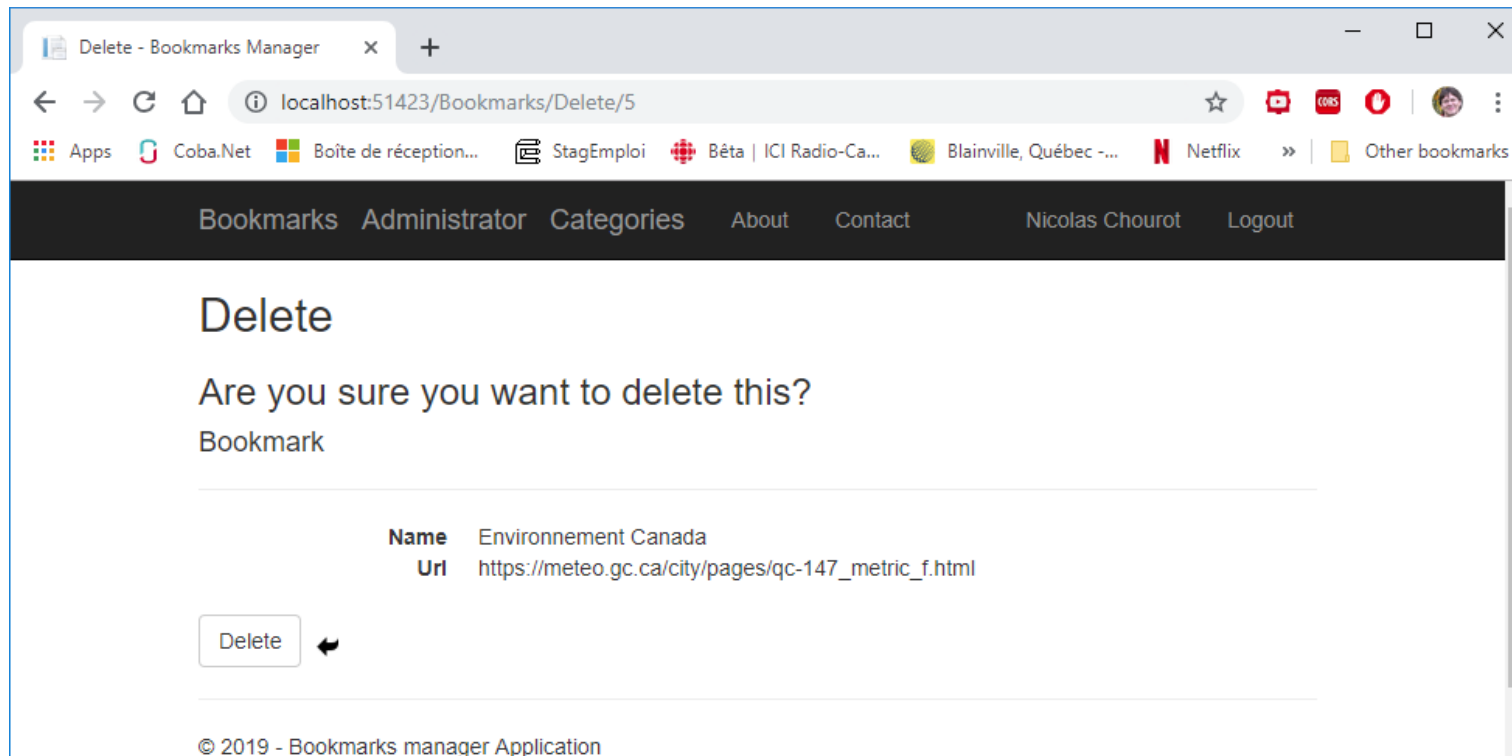 Delete - Bookmarks Manager
localhost:51423/Bookmarks/Delete/5
CORS
Apps Coba.Net Boîte de réception... StagEmploi Bêta | ICI Radio-Ca... Blainville, Québec -... Netflix » Other bookmarks
Bookmarks Administrator Categories About Contact Nicolas Chourot Logout
Delete
Are you sure you want to delete this?
Bookmark
Name Environnement Canada
Url https://meteo.gc.ca/city/pages/qc-147_metric_f.html
Delete
© 2019 - Bookmarks manager Application